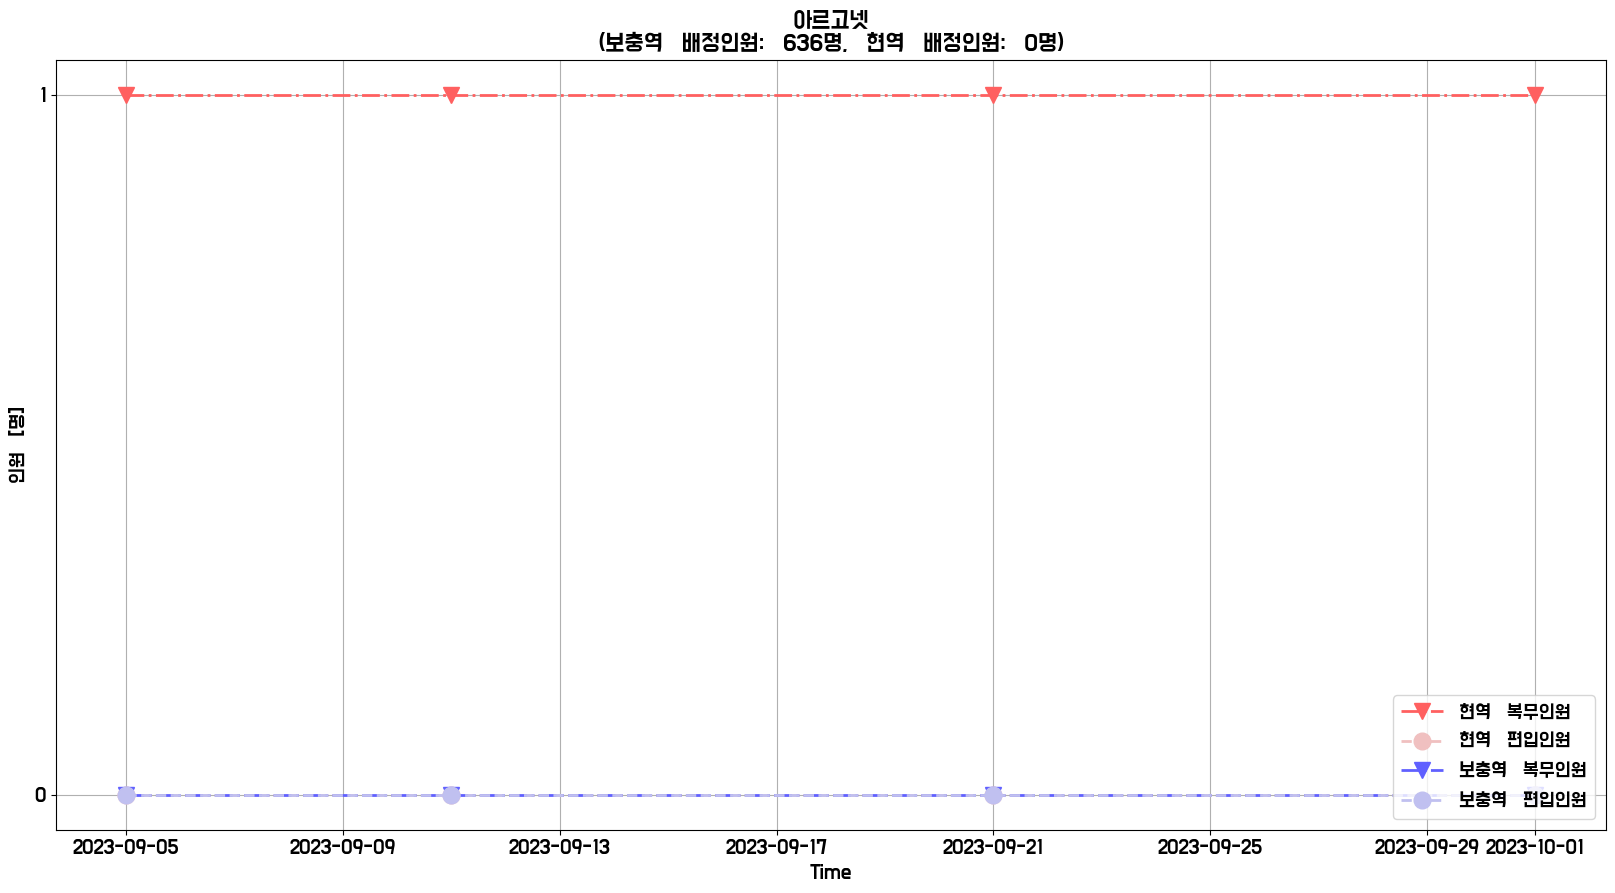 아르고넷
(보충역 배정인원: 636명, 현역 배정인원: 0명)
1
인원 [명]
0
현역 복무인원
현역 편입인원
보충역 복무인원
보충역 편입인원
2023-09-05 2023-09-09 2023-09-13 2023-09-17 2023-09-21 2023-09-25 2023-09-29 2023-10-01
Time